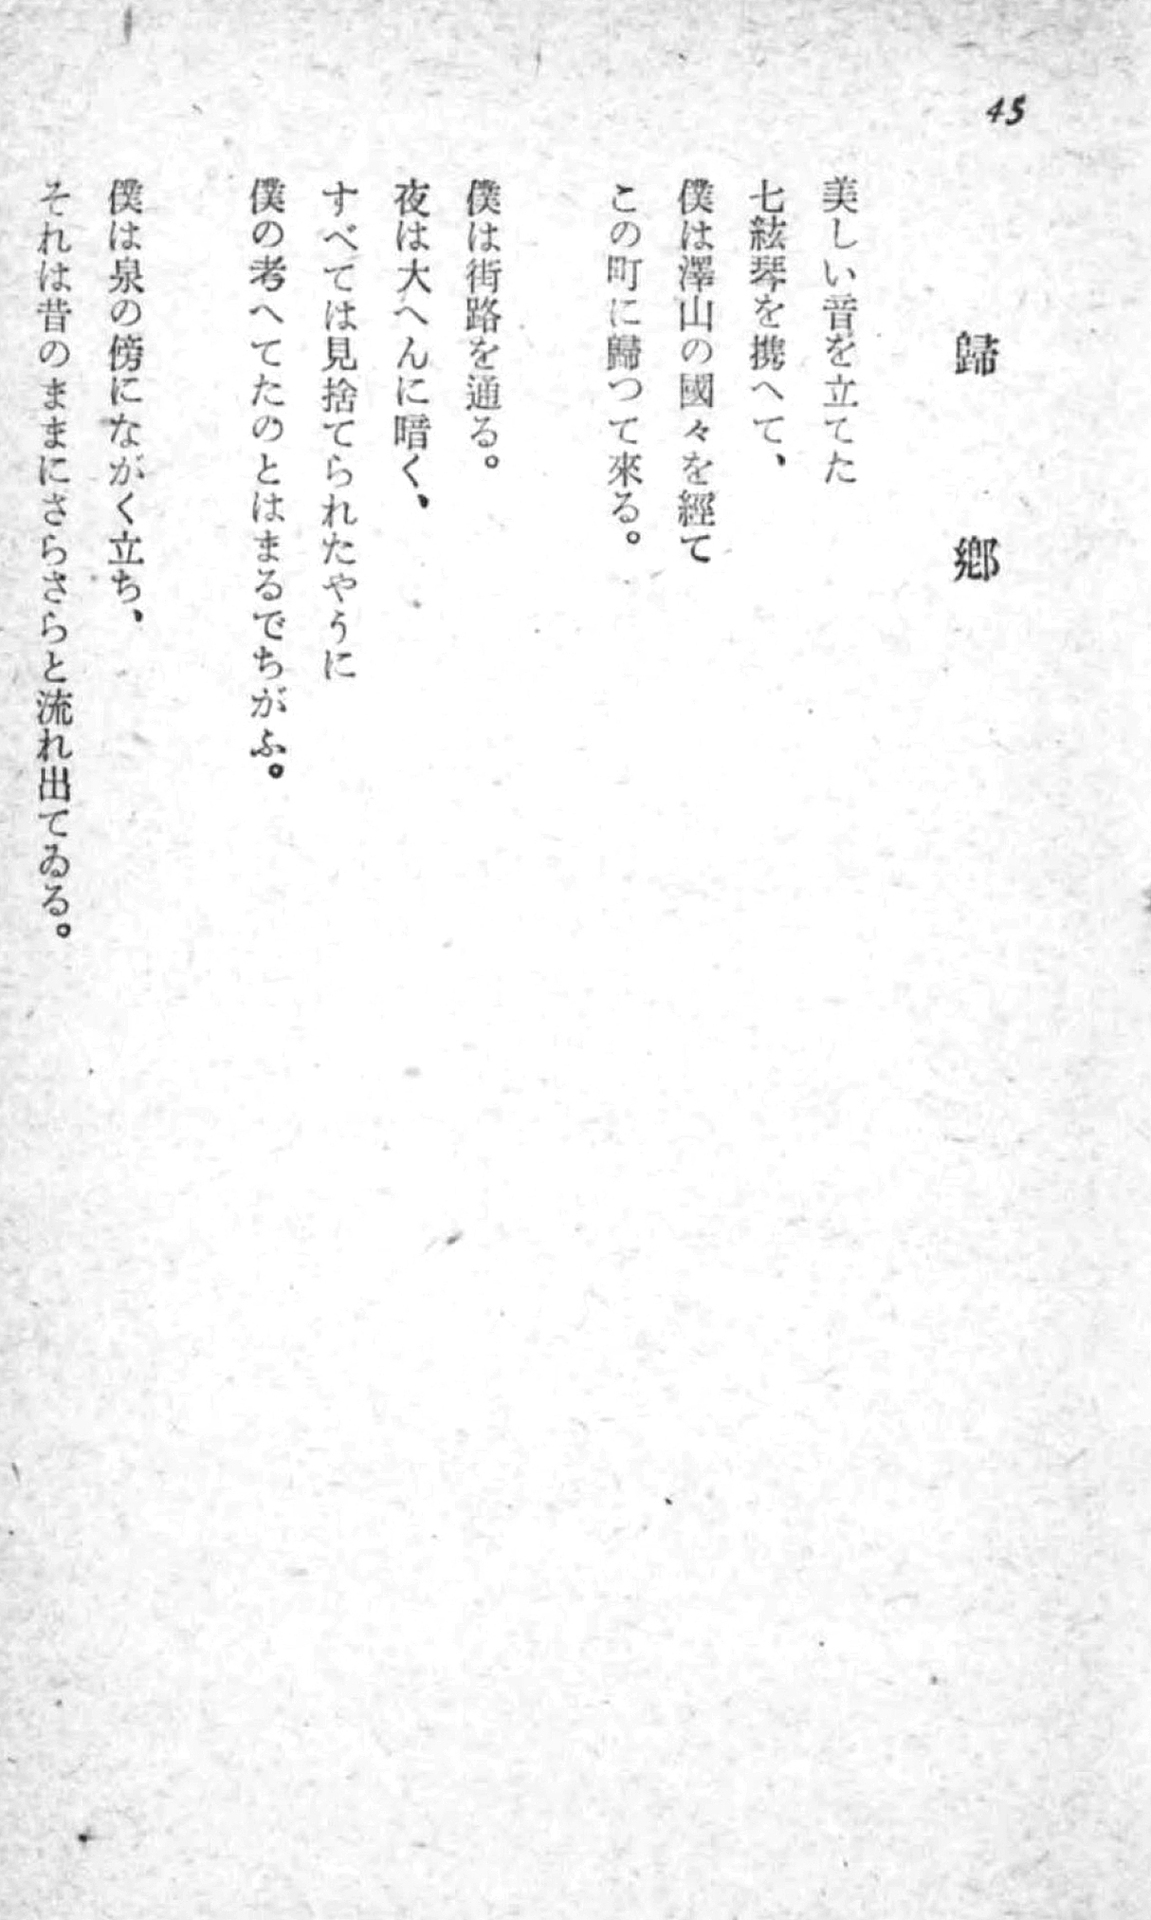 45
歸鄕
美しい音を立てた
七絃琴を携へて、
僕は澤山の國々を經て
この町に歸つて來る。
僕は街路を通る。
夜は大へんに暗く、
すべては見捨てられたやうに
僕の考へてたのとはまるでちがふ。
僕は泉の傍にながく立ち、
それは昔のままにさらさらと流れ出てゐる。